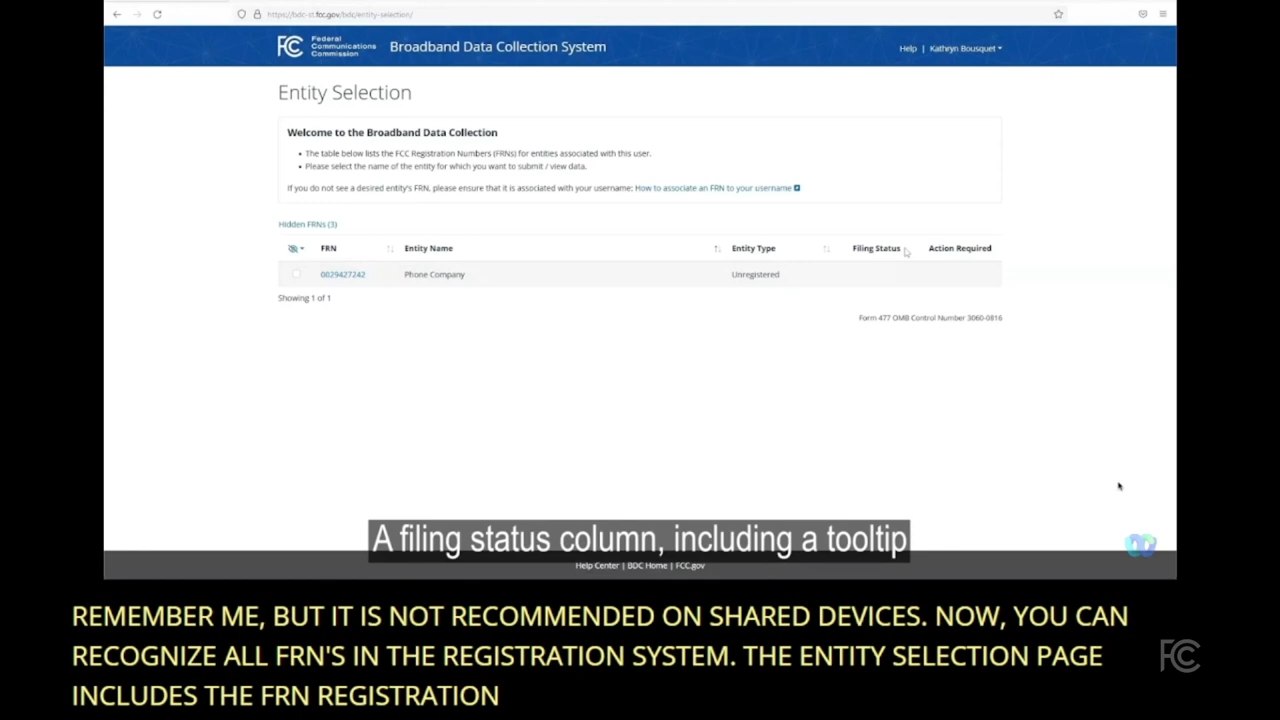 https://bdc-st.fcc.gov/bdc/entity-selection/
FCC Federal Communications Commission
Broadband Data Collection System
Help | Kathryn Bousquet
Entity Selection
Welcome to the Broadband Data Collection
• The table below lists the FCC Registration Numbers (FRNs) for entities associated with this user.
• Please select the name of the entity for which you want to submit / view data.
If you do not see a desired entity's FRN, please ensure that it is associated with your username: How to associate an FRN to your username
Hidden FRNs (3)
FRN Entity Name Entity Type Filing Status Action Required
0029427242 Phone Company Unregistered
Showing 1 of 1
Form 477 OMB Control Number 3060-0816
A filing status column, including a tooltip
Help Center | BDC Home | FCC.gov
REMEMBER ME, BUT IT IS NOT RECOMMENDED ON SHARED DEVICES. NOW, YOU CAN
RECOGNIZE ALL FRN'S IN THE REGISTRATION SYSTEM. THE ENTITY SELECTION PAGE
INCLUDES THE FRN REGISTRATION
FCC